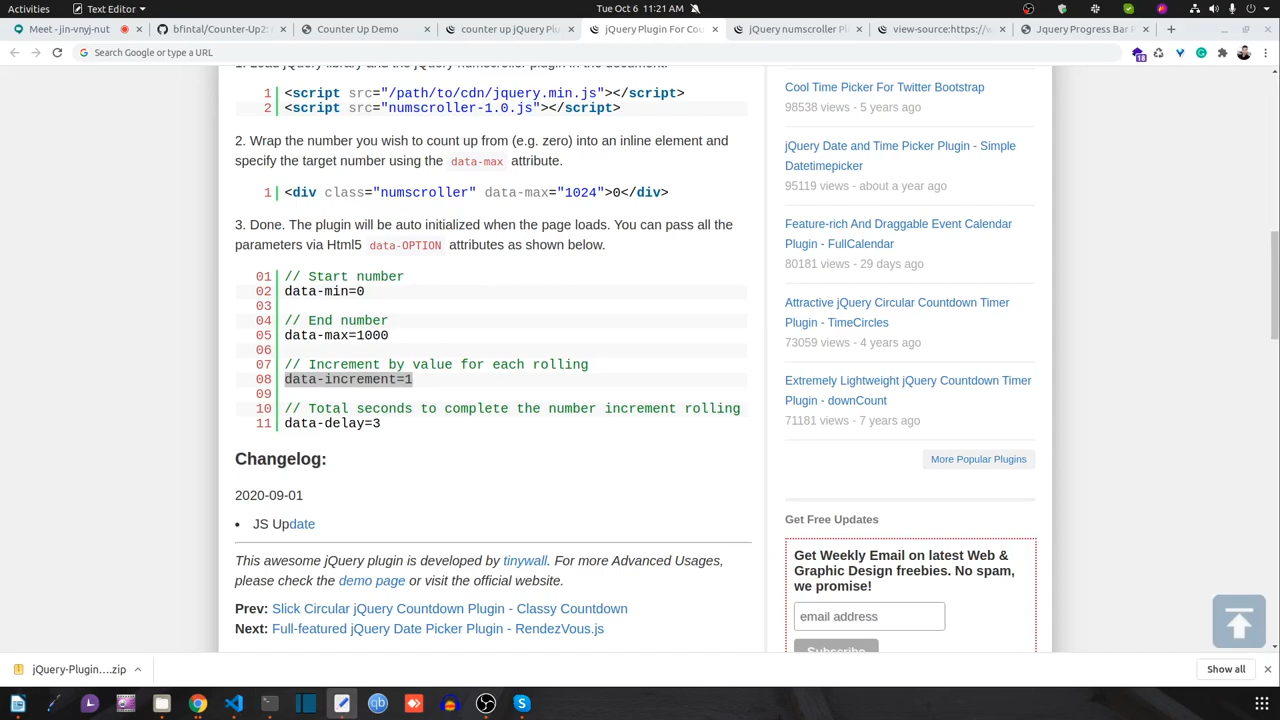 Activities
Text Editor
Tue Oct 6 11:21 AM
Meet - jin-vnyj-nut
bfintal/Counter-Up2:
Counter Up Demo
counter up jQuery Plu
jQuery Plugin For Cou
jQuery numscroller Pl
view-source:https://w
Jquery Progress Bar P
Search Google or type a URL
18
1 <script src="/path/to/cdn/jquery.min.js"></script>
2 <script src="numscroller-1.0.js"></script>
2. Wrap the number you wish to count up from (e.g. zero) into an inline element and
specify the target number using the data-max attribute.
1 <div class="numscroller" data-max="1024">0</div>
3. Done. The plugin will be auto initialized when the page loads. You can pass all the
parameters via Html5 data-OPTION attributes as shown below.
01 // Start number
02 data-min=0
03
04 // End number
05 data-max=1000
06
07 // Increment by value for each rolling
08 data-increment=1
09
10 // Total seconds to complete the number increment rolling
11 data-delay=3
Changelog:
2020-09-01
• JS Update
This awesome jQuery plugin is developed by tinywall. For more Advanced Usages,
please check the demo page or visit the official website.
Prev: Slick Circular jQuery Countdown Plugin - Classy Countdown
Next: Full-featured jQuery Date Picker Plugin - RendezVous.js
Cool Time Picker For Twitter Bootstrap
98538 views - 5 years ago
jQuery Date and Time Picker Plugin - Simple
Datetimepicker
95119 views - about a year ago
Feature-rich And Draggable Event Calendar
Plugin - FullCalendar
80181 views - 29 days ago
Attractive jQuery Circular Countdown Timer
Plugin - TimeCircles
73059 views - 4 years ago
Extremely Lightweight jQuery Countdown Timer
Plugin - downCount
71181 views - 7 years ago
More Popular Plugins
Get Free Updates
Get Weekly Email on latest Web &
Graphic Design freebies. No spam,
we promise!
email address
Subscribe
jQuery-Plugin....zip
Show all